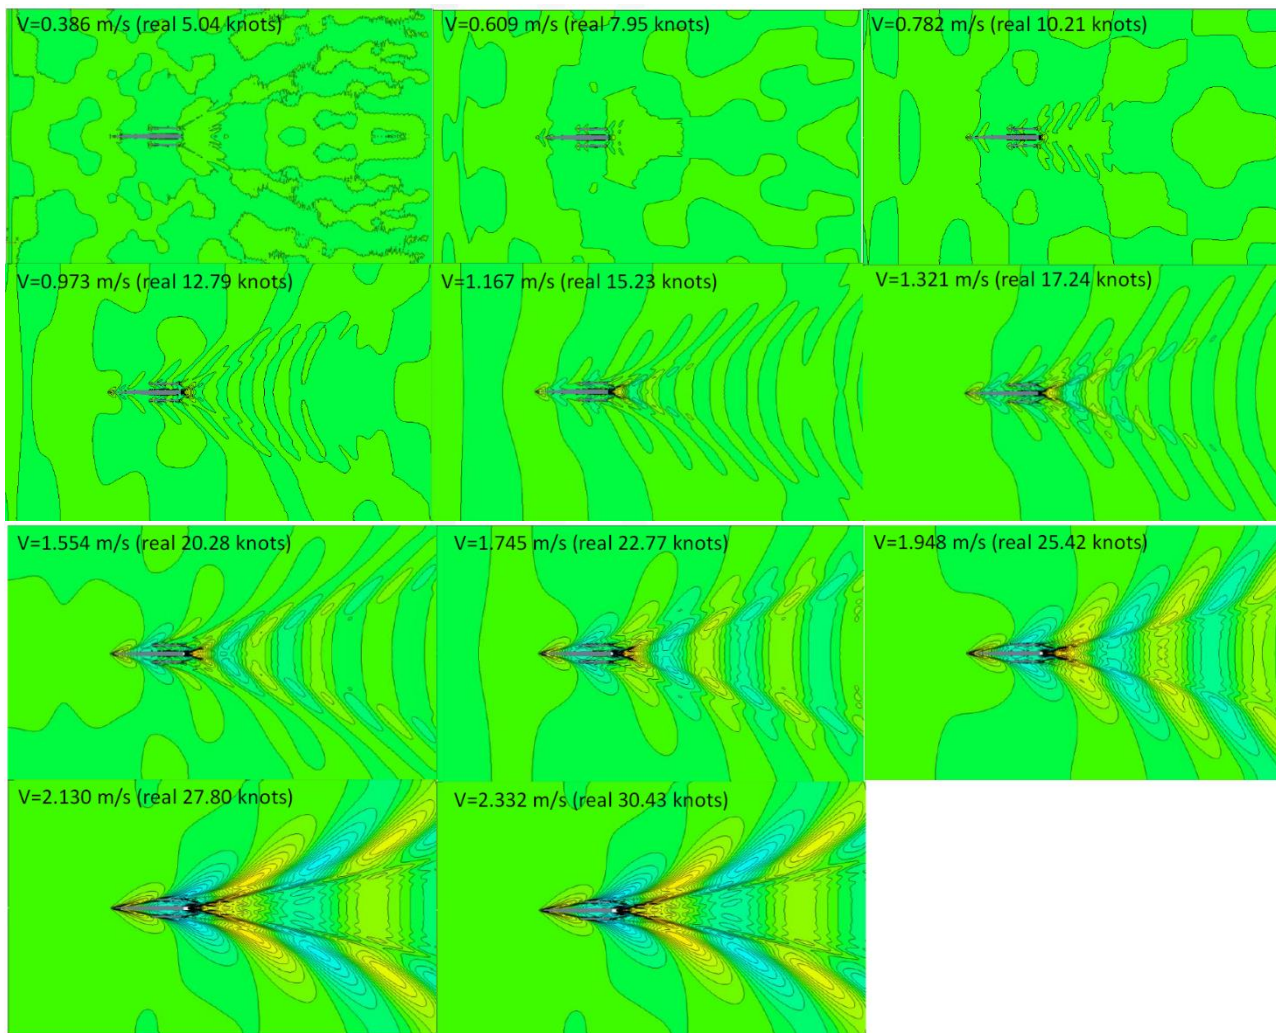 V=0.386 m/s (real 5.04 knots)
V=0.609 m/s (real 7.95 knots)
V=0.782 m/s (real 10.21 knots)
V=0.973 m/s (real 12.79 knots)
V=1.167 m/s (real 15.23 knots)
V=1.321 m/s (real 17.24 knots)
V=1.554 m/s (real 20.28 knots)
V=1.745 m/s (real 22.77 knots)
V=1.948 m/s (real 25.42 knots)
V=2.130 m/s (real 27.80 knots)
V=2.332 m/s (real 30.43 knots)